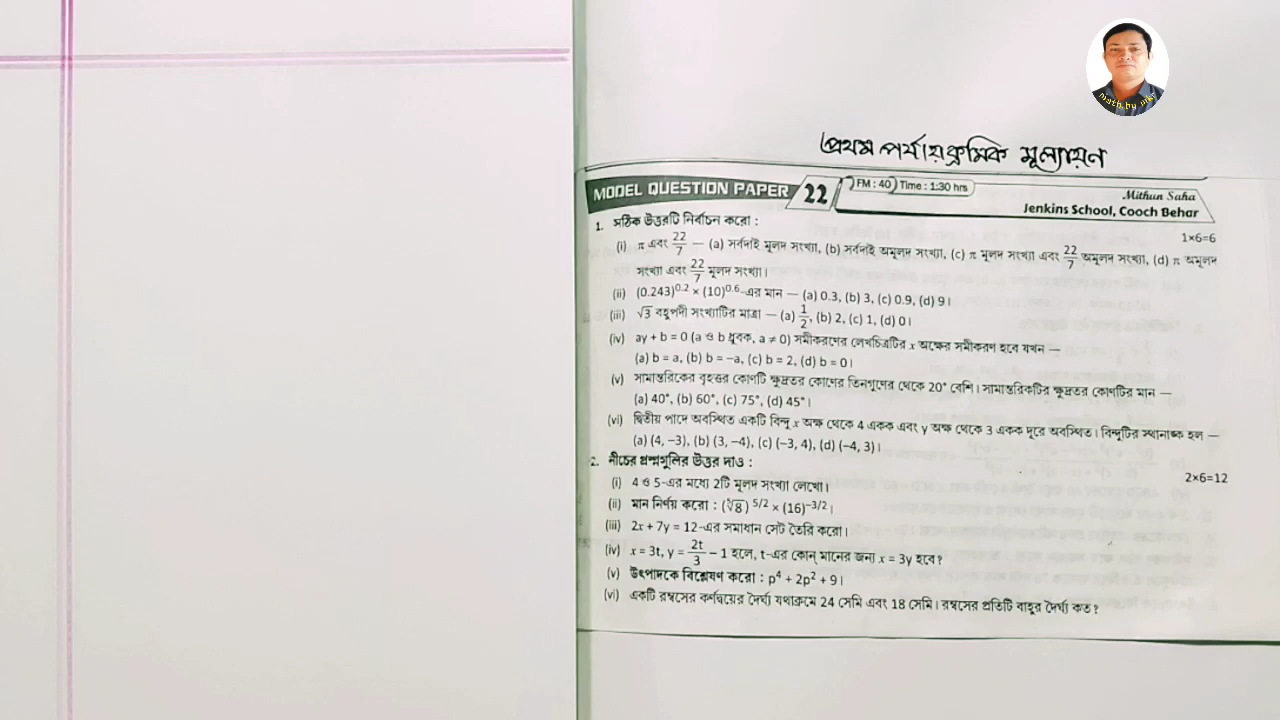 math by msr
প্রথম পর্যায়ক্রমিক মূল্যায়ন
MODEL QUESTION PAPER 22 FM : 40 Time : 1:30 hrs
Mithun Saha
Jenkins School, Cooch Behar
1. সঠিক উত্তরটি নির্বাচন করো : 1×6=6
(i) π এবং 22/7 — (a) সর্বদাই মূলদ সংখ্যা, (b) সর্বদাই অমূলদ সংখ্যা, (c) π মূলদ সংখ্যা এবং 22/7 অমূলদ সংখ্যা, (d) π অমূলদ
সংখ্যা এবং 22/7 মূলদ সংখ্যা।
(ii) (0.243)^0.2 × (10)^0.6-এর মান — (a) 0.3, (b) 3, (c) 0.9, (d) 9।
(iii) √3 বহুপদী সংখ্যাটির মাত্রা — (a) 1/2, (b) 2, (c) 1, (d) 0।
(iv) ay + b = 0 (a ও b ধ্রুবক, a ≠ 0) সমীকরণের লেখচিত্রটির x অক্ষের সমীকরণ হবে যখন —
(a) b = a, (b) b = –a, (c) b = 2, (d) b = 0।
(v) সামান্তরিকের বৃহত্তর কোণটি ক্ষুদ্রতর কোণের তিনগুণের থেকে 20° বেশি। সামান্তরিকটির ক্ষুদ্রতর কোণটির মান —
(a) 40°, (b) 60°, (c) 75°, (d) 45°।
(vi) দ্বিতীয় পাদে অবস্থিত একটি বিন্দু x অক্ষ থেকে 4 একক এবং y অক্ষ থেকে 3 একক দূরে অবস্থিত। বিন্দুটির স্থানাঙ্ক হল —
(a) (4, –3), (b) (3, –4), (c) (–3, 4), (d) (–4, 3)।
2. নীচের প্রশ্নগুলির উত্তর দাও : 2×6=12
(i) 4 ও 5-এর মধ্যে 2টি মূলদ সংখ্যা লেখো।
(ii) মান নির্ণয় করো : (√8)^5/2 × (16)^–3/2।
(iii) 2x + 7y = 12-এর সমাধান সেট তৈরি করো।
(iv) x = 3t, y = 2t/3 – 1 হলে, t-এর কোন্ মানের জন্য x = 3y হবে?
(v) উৎপাদকে বিশ্লেষণ করো : p⁴ + 2p² + 9।
(vi) একটি রম্বসের কর্ণদ্বয়ের দৈর্ঘ্য যথাক্রমে 24 সেমি এবং 18 সেমি। রম্বসের প্রতিটি বাহুর দৈর্ঘ্য কত?